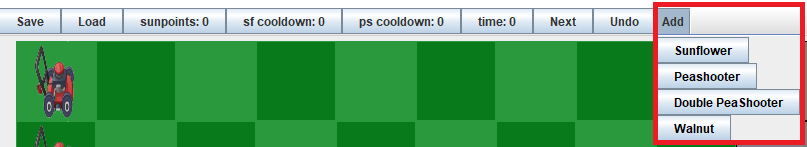 Save Load sunpoints: 0 sf cooldown: 0 ps cooldown: 0 time: 0 Next Undo Add
Sunflower
Peashooter
Double PeaShooter
Walnut